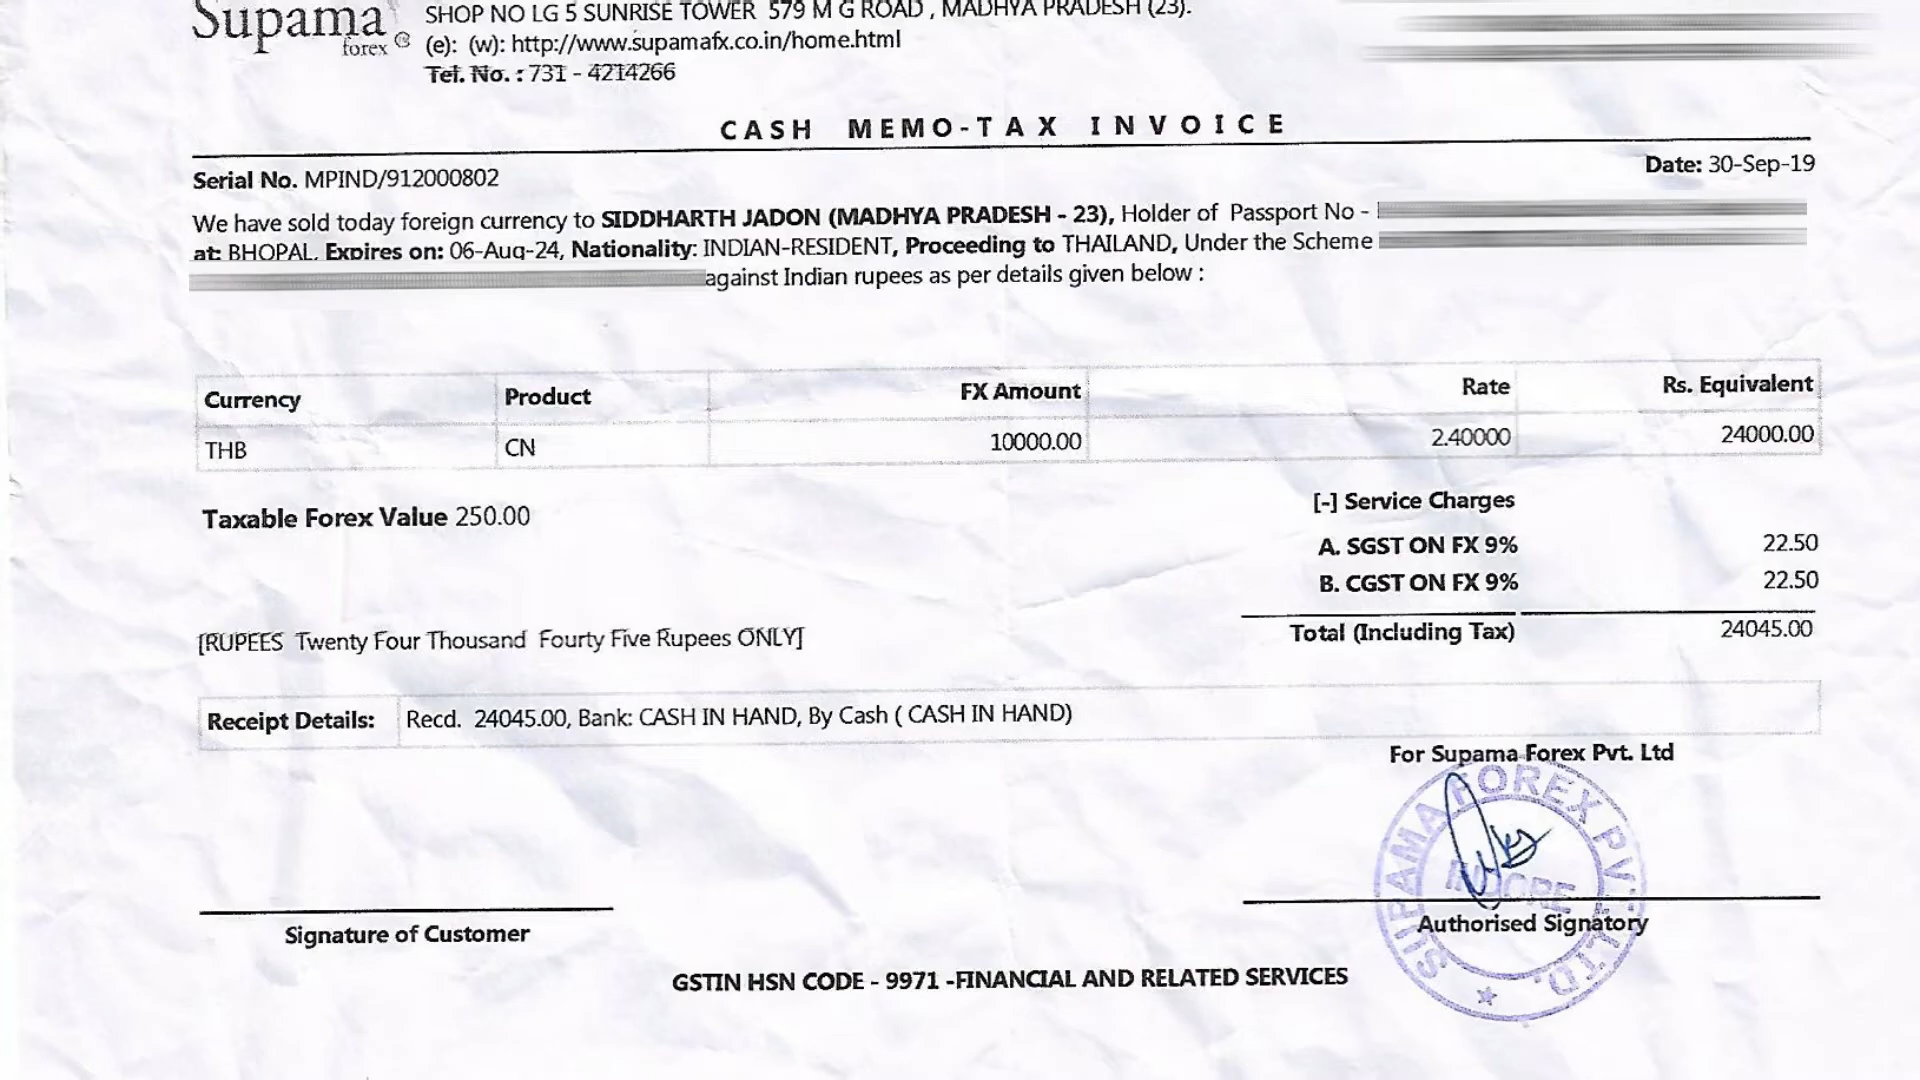 Supama
forex
SHOP NO LG 5 SUNRISE TOWER 579 M G ROAD, MADHYA PRADESH (23).
(e): (w): http://www.supamafx.co.in/home.html
Tel. No. : 731 - 4214266
CASH MEMO-TAX INVOICE
Serial No. MPIND/912000802
Date: 30-Sep-19
We have sold today foreign currency to SIDDHARTH JADON (MADHYA PRADESH - 23), Holder of Passport No -
at: BHOPAL. Expires on: 06-Aug-24, Nationality: INDIAN-RESIDENT, Proceeding to THAILAND, Under the Scheme
against Indian rupees as per details given below :
Currency Product FX Amount Rate Rs. Equivalent
THB CN 10000.00 2.40000 24000.00
Taxable Forex Value 250.00
[-] Service Charges
A. SGST ON FX 9% 22.50
B. CGST ON FX 9% 22.50
[RUPEES Twenty Four Thousand Fourty Five Rupees ONLY]
Total (Including Tax) 24045.00
Receipt Details: Recd. 24045.00, Bank: CASH IN HAND, By Cash ( CASH IN HAND)
For Supama Forex Pvt. Ltd
SUPAMA FOREX PVT. LTD.
INDORE
Signature of Customer
Authorised Signatory
GSTIN HSN CODE - 9971 -FINANCIAL AND RELATED SERVICES